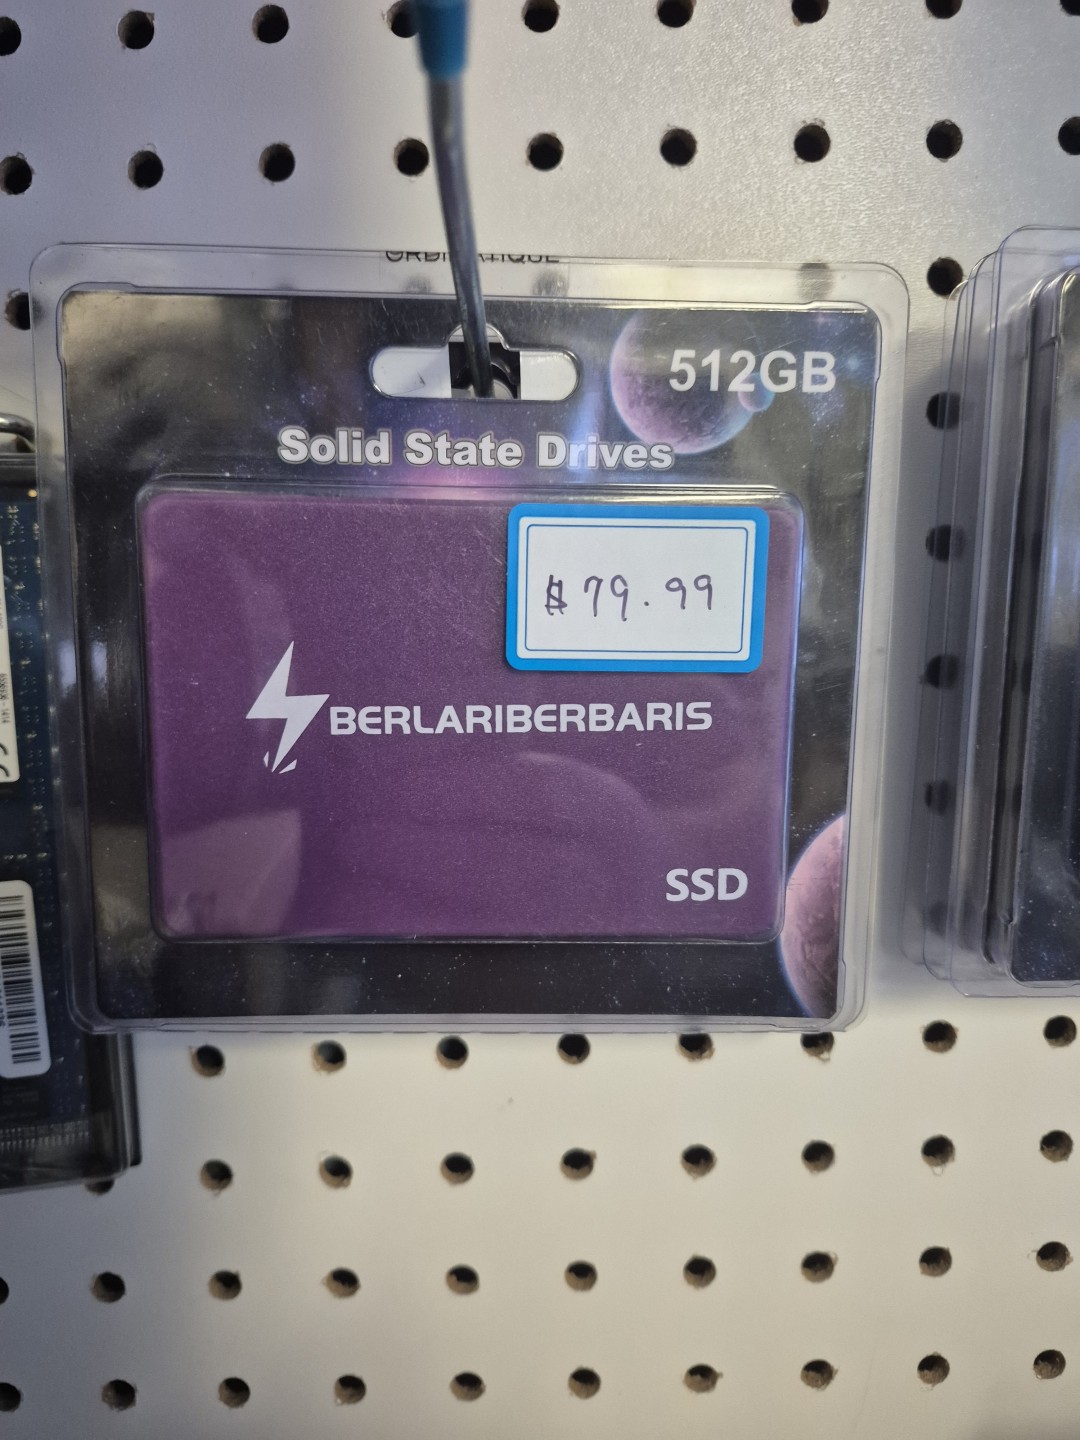 512GB
Solid State Drives
$79.99
BERLARIBERBARIS
SSD